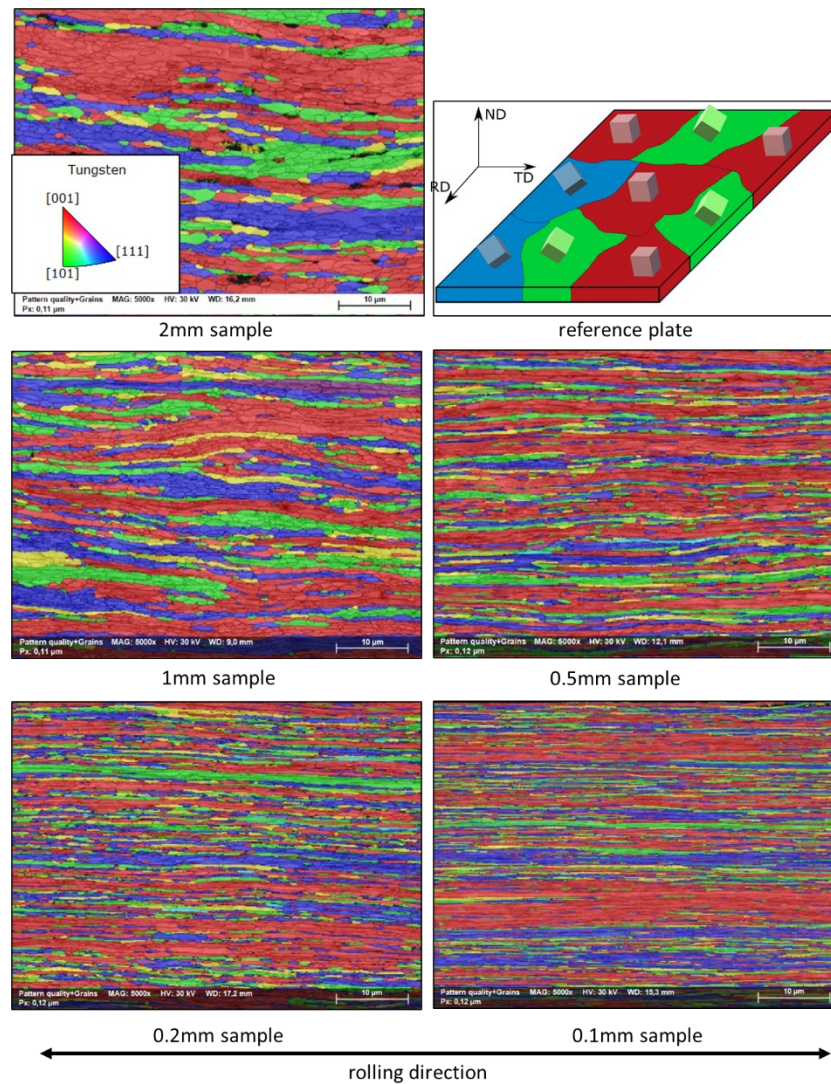 Tungsten
[001]
[111]
[101]
Pattern quality+Grains MAG: 5000x HV: 30 kV WD: 16,2 mm
Px: 0,11 µm
10 µm
2mm sample
ND
TD
RD
reference plate
Pattern quality+Grains MAG: 5000x HV: 30 kV WD: 9,0 mm
Px: 0,11 µm
10 µm
1mm sample
Pattern quality+Grains MAG: 5000x HV: 30 kV WD: 12,1 mm
Px: 0,12 µm
10 µm
0.5mm sample
Pattern quality+Grains MAG: 5000x HV: 30 kV WD: 17,2 mm
Px: 0,12 µm
10 µm
0.2mm sample
Pattern quality+Grains MAG: 5000x HV: 30 kV WD: 15,3 mm
Px: 0,12 µm
10 µm
0.1mm sample
rolling direction